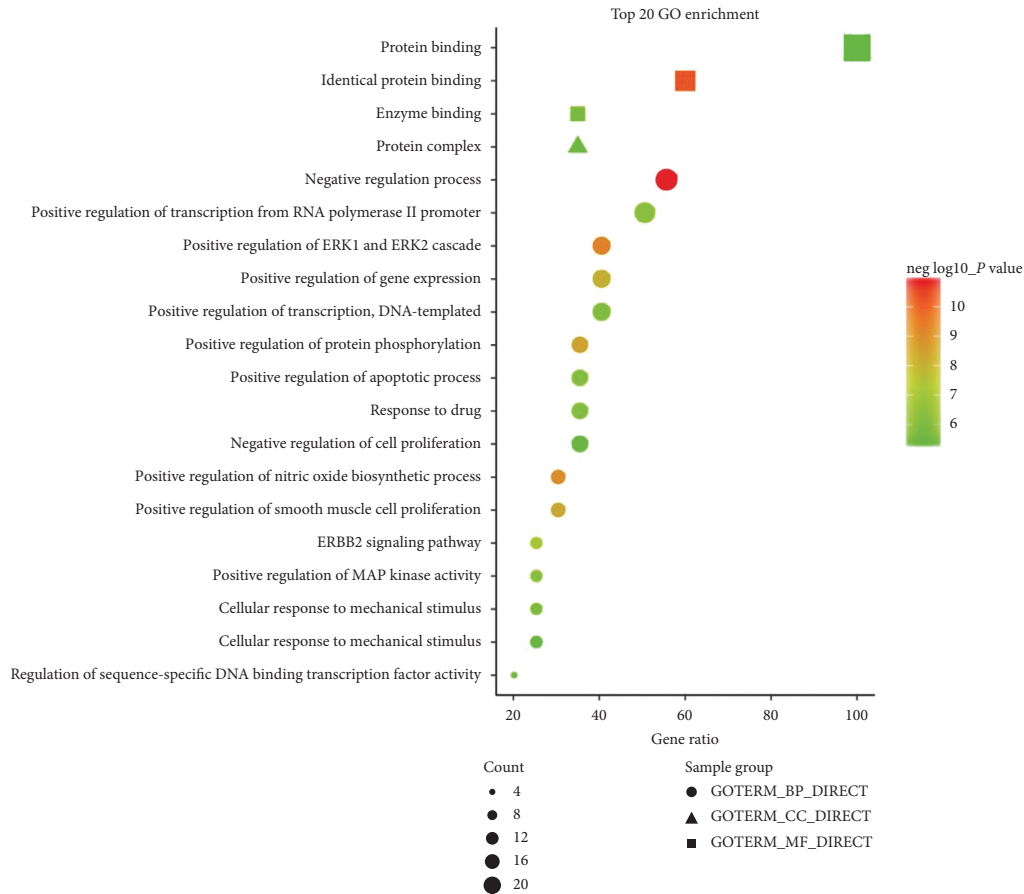 Top 20 GO enrichment
Protein binding
Identical protein binding
Enzyme binding
Protein complex
Negative regulation process
Positive regulation of transcription from RNA polymerase II promoter
Positive regulation of ERK1 and ERK2 cascade
Positive regulation of gene expression
Positive regulation of transcription, DNA-templated
Positive regulation of protein phosphorylation
Positive regulation of apoptotic process
Response to drug
Negative regulation of cell proliferation
Positive regulation of nitric oxide biosynthetic process
Positive regulation of smooth muscle cell proliferation
ERBB2 signaling pathway
Positive regulation of MAP kinase activity
Cellular response to mechanical stimulus
Cellular response to mechanical stimulus
Regulation of sequence-specific DNA binding transcription factor activity
20 40 60 80 100
Gene ratio
neg log10_P value
10
9
8
7
6
Count
4
8
12
16
20
Sample group
GOTERM_BP_DIRECT
GOTERM_CC_DIRECT
GOTERM_MF_DIRECT